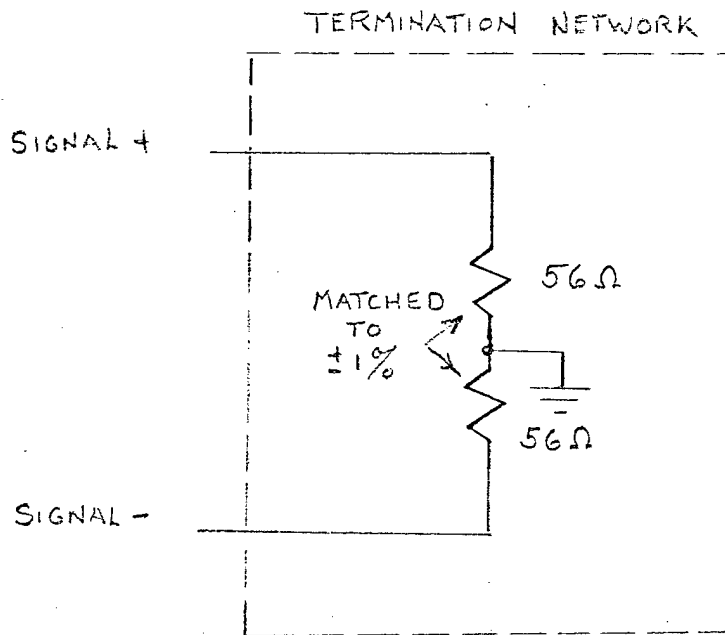 TERMINATION NETWORK
SIGNAL +
56Ω
MATCHED
TO
±1%
56Ω
SIGNAL -